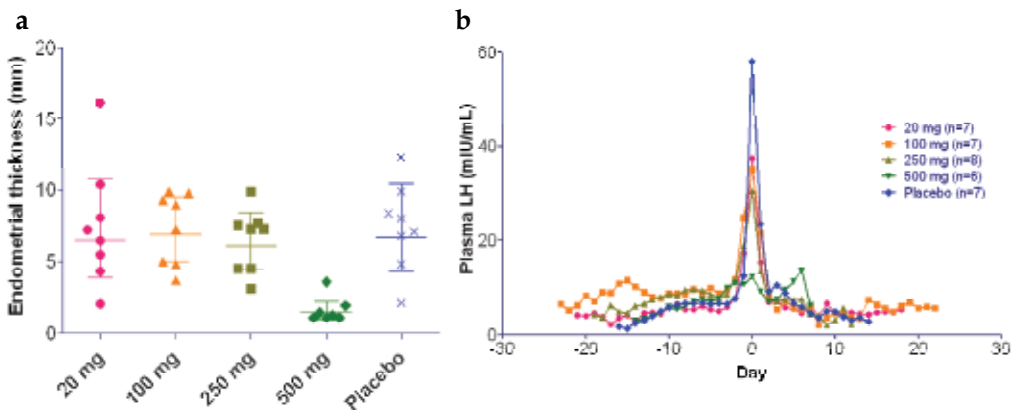 a
Endometrial thickness (mm)
20
15
10
5
0
20 mg
100 mg
250 mg
500 mg
Placebo
b
Plasma LH (mIU/mL)
60
40
20
0
-30
-20
-10
0
10
20
30
Day
20 mg (n=7)
100 mg (n=7)
250 mg (n=8)
500 mg (n=6)
Placebo (n=7)